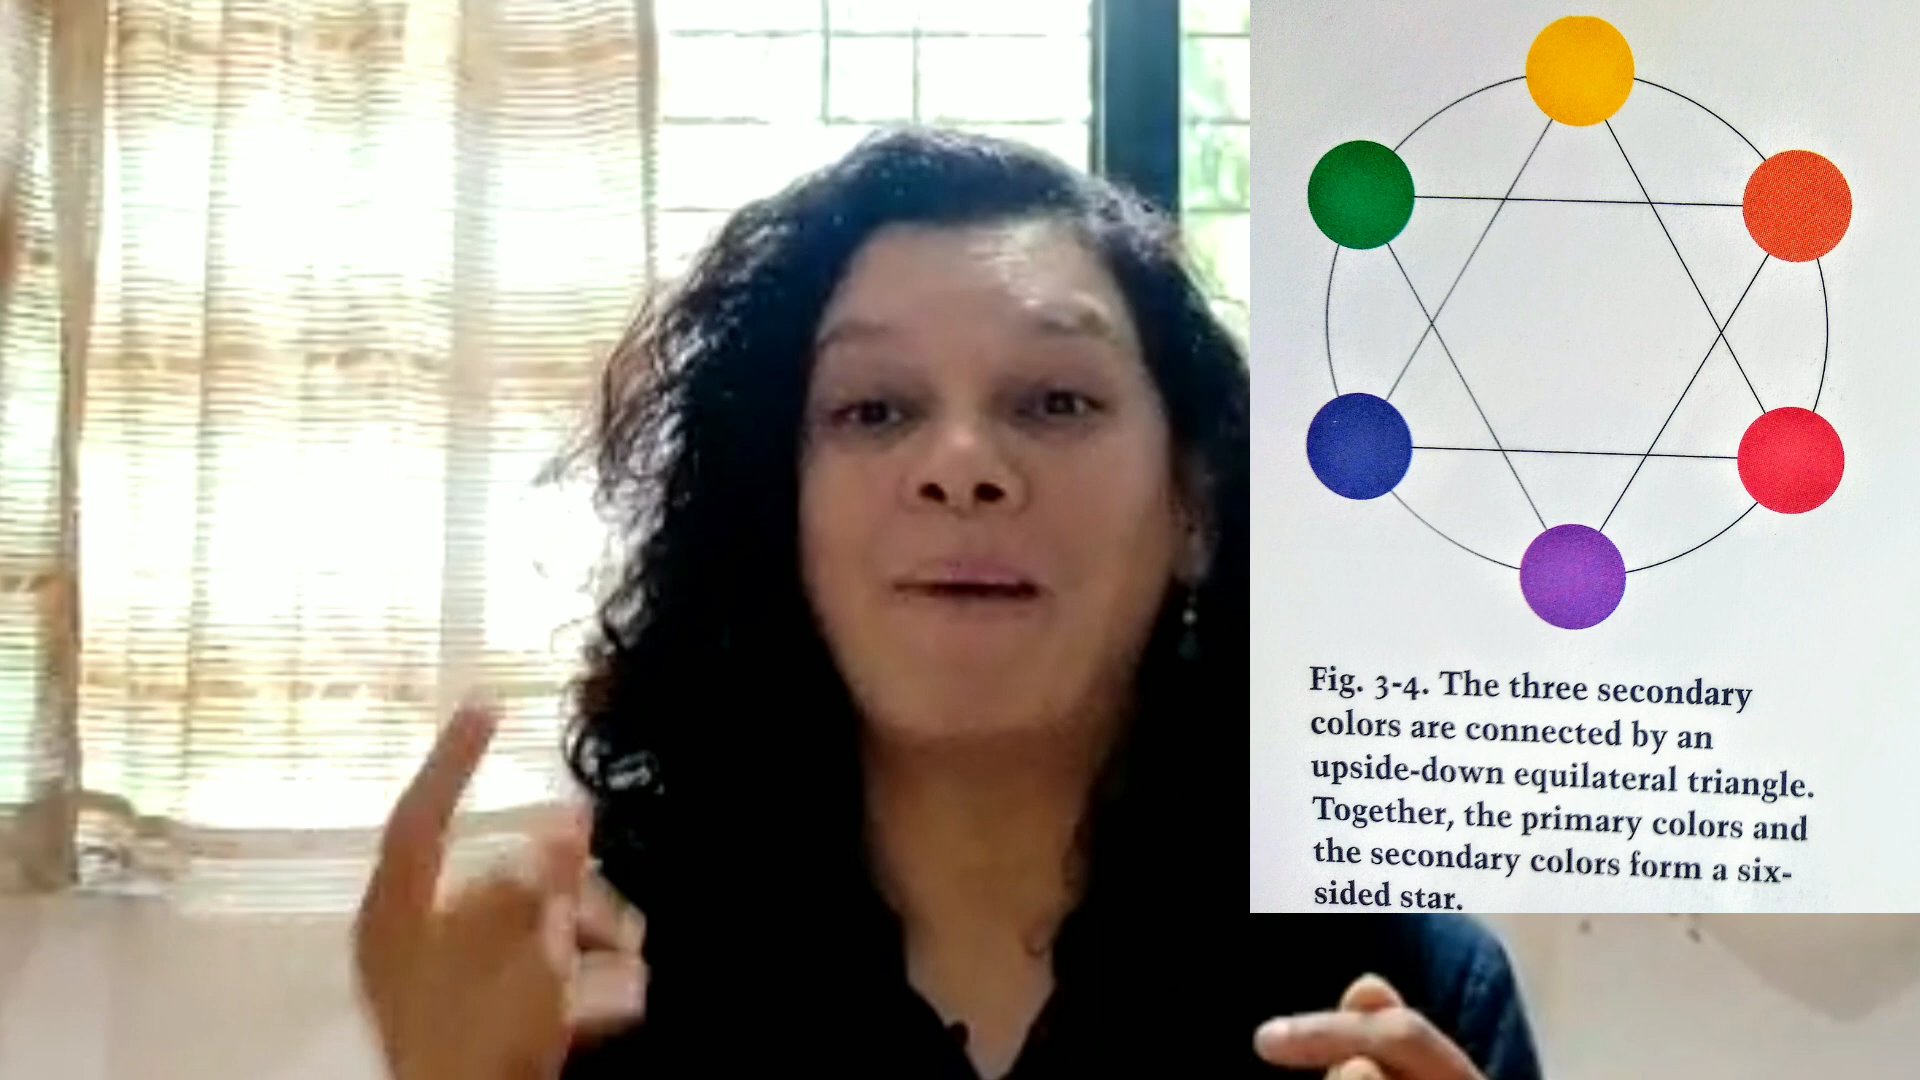 Fig. 3-4. The three secondary
colors are connected by an
upside-down equilateral triangle.
Together, the primary colors and
the secondary colors form a six-
sided star.